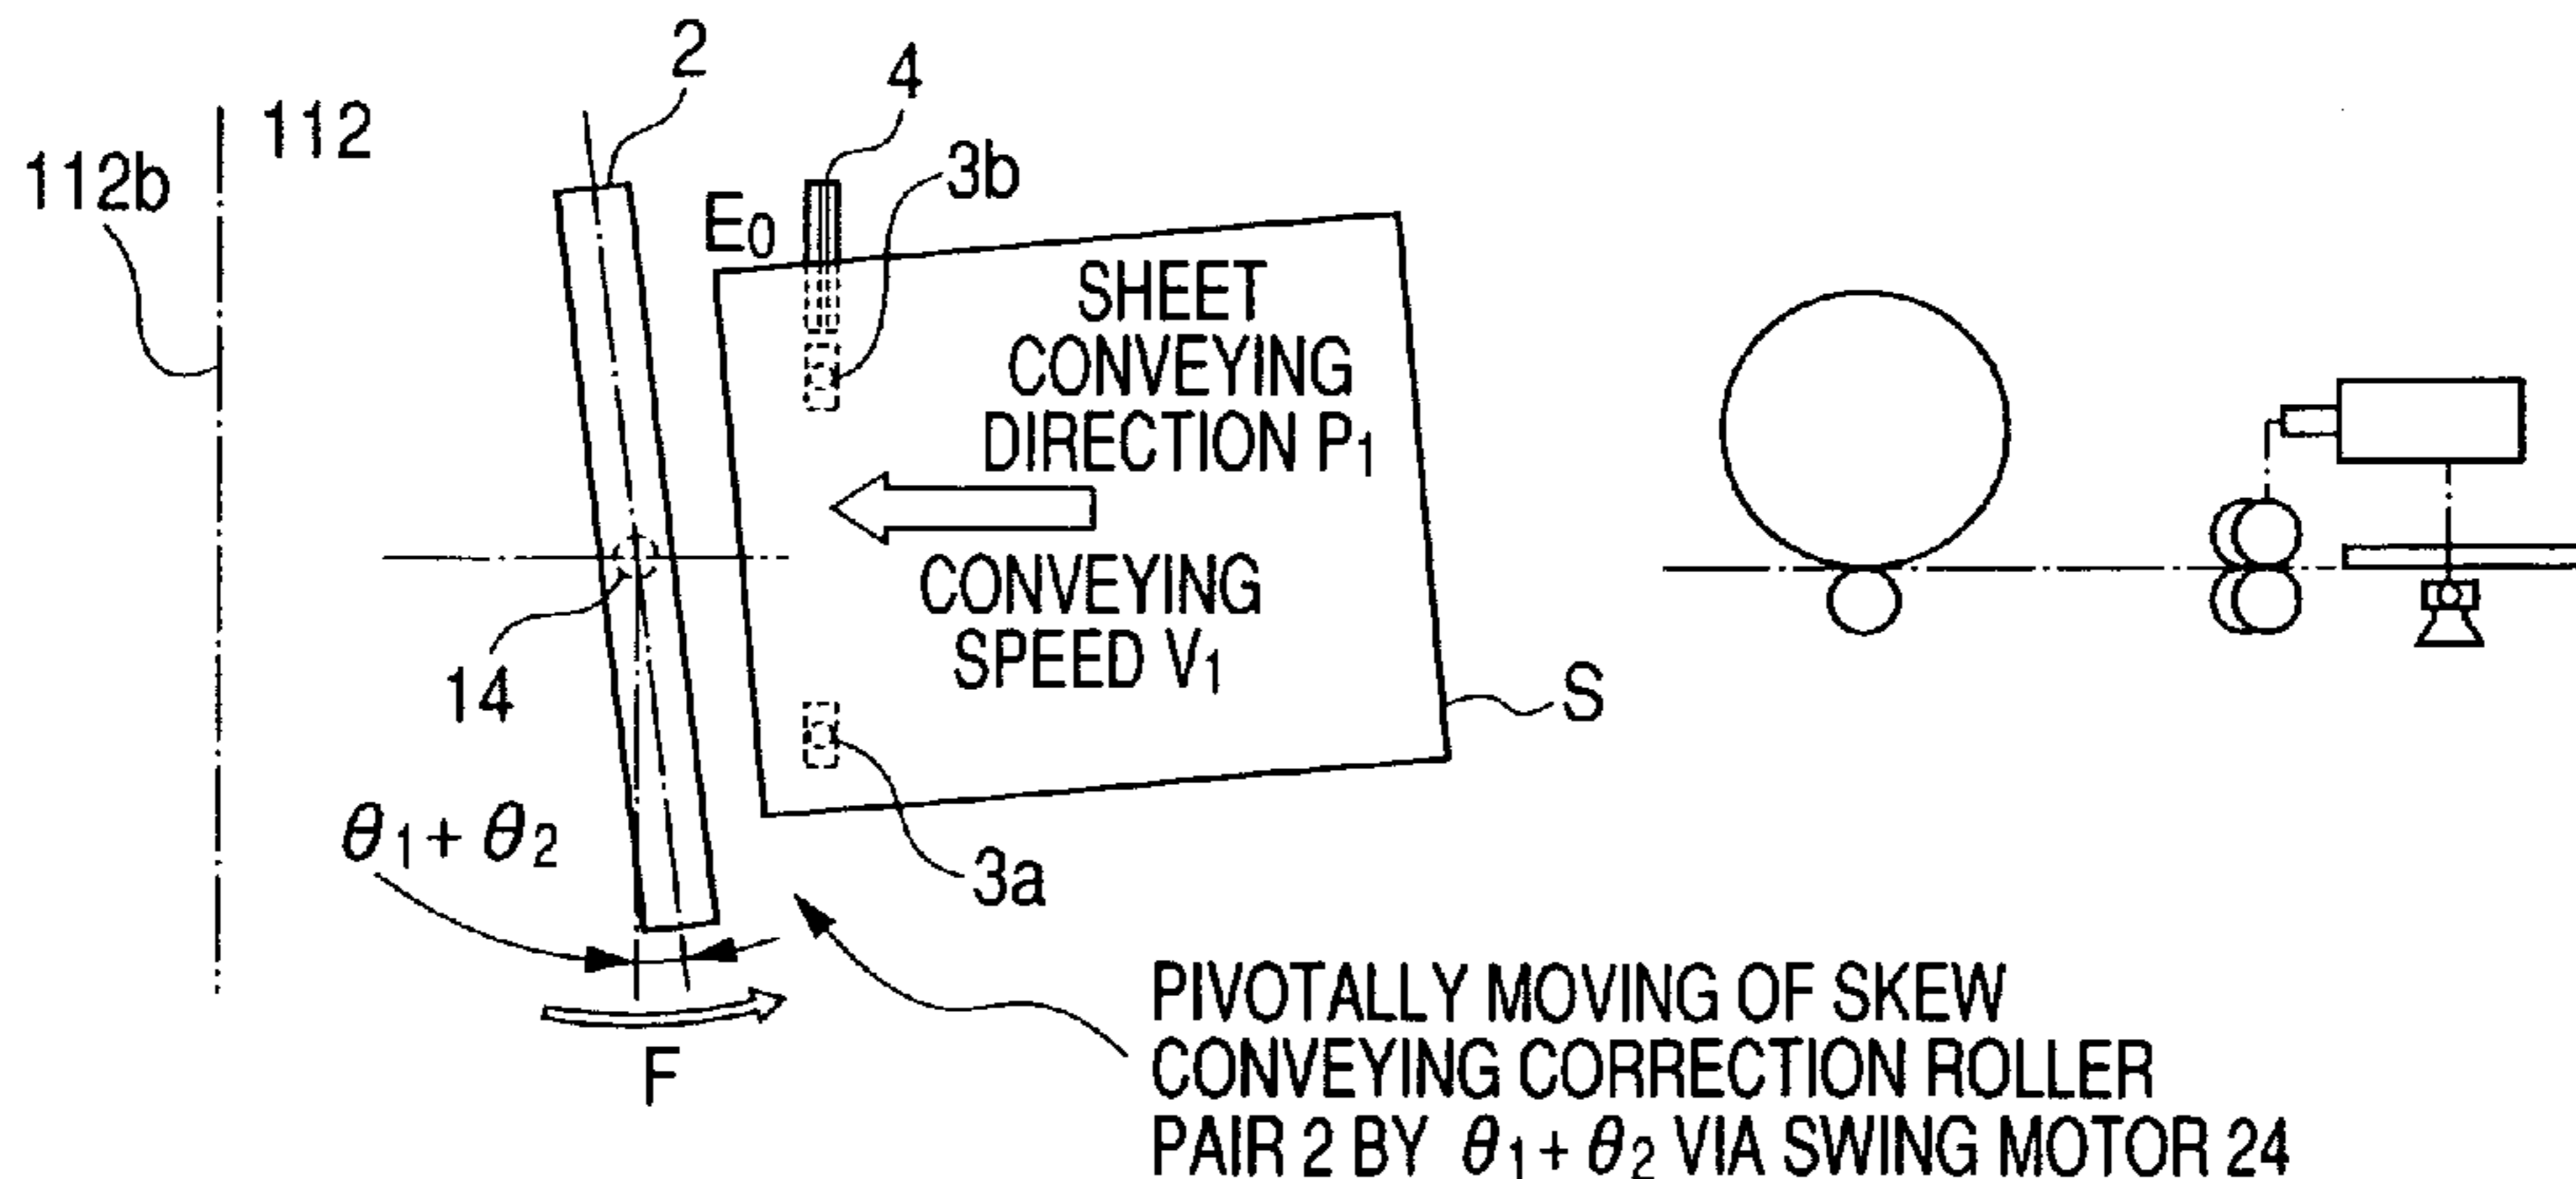 2
4
112
112b
3b
E0
SHEET
CONVEYING
DIRECTION P1
CONVEYING
SPEED V1
14
S
θ1+ θ2
3a
F
PIVOTALLY MOVING OF SKEW
CONVEYING CORRECTION ROLLER
PAIR 2 BY θ1+ θ2 VIA SWING MOTOR 24